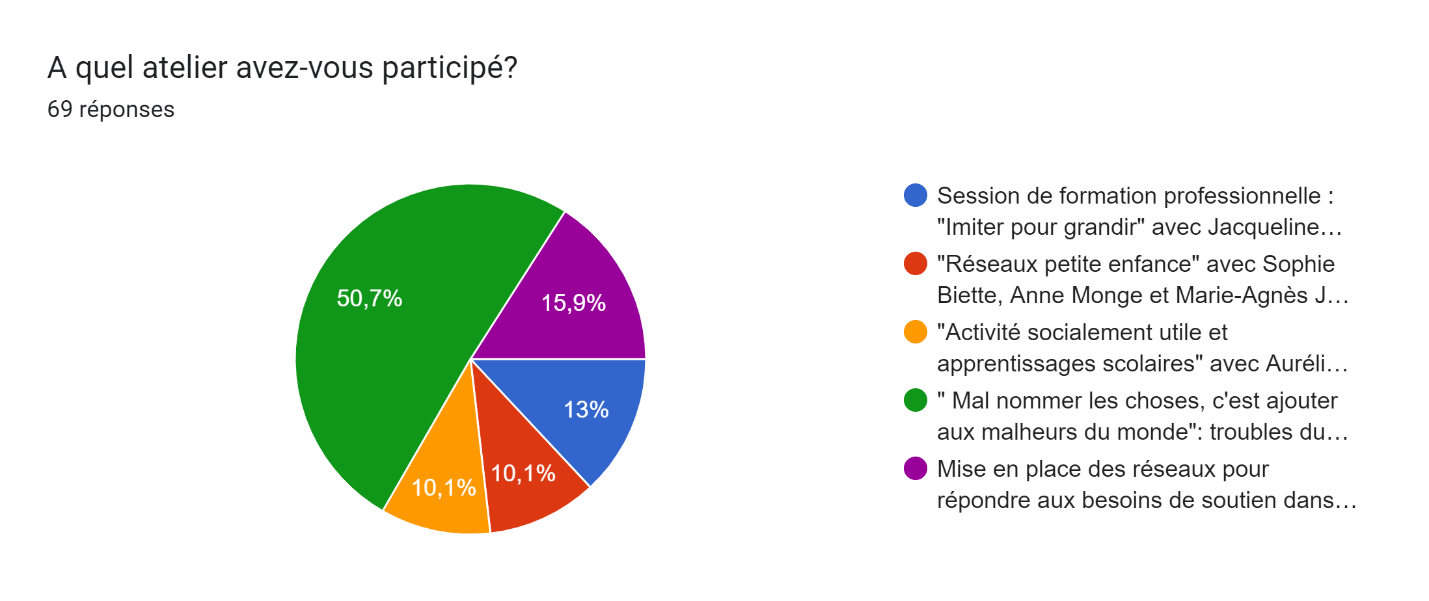 A quel atelier avez-vous participé?
69 réponses
50,7%
15,9%
13%
10,1%
10,1%
Session de formation professionnelle :
"Imiter pour grandir" avec Jacqueline…
"Réseaux petite enfance" avec Sophie
Biette, Anne Monge et Marie-Agnès J…
"Activité socialement utile et
apprentissages scolaires" avec Auréli…
" Mal nommer les choses, c'est ajouter
aux malheurs du monde": troubles du…
Mise en place des réseaux pour
répondre aux besoins de soutien dans…